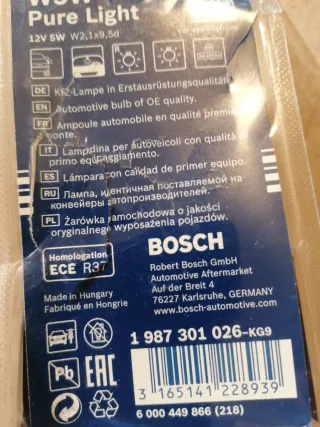 W5W
Pure Light
12V 5W W2,1x9,5d
R
DE Kfz-Lampe in Erstausrüstungsqualität
EN Automotive bulb of OE quality.
FR Ampoule automobile en qualité première
monte.
IT Lampadina per autoveicoli con qualità di
primo equipaggiamento.
ES Lámpara con calidad de primer equipo.
RU Лампа, идентичная поставляемой на
конвейеры автопроизводителей.
PL Żarówka samochodowa o jakości
oryginalnego wyposażenia pojazdów.
Homologation
ECE R37
BOSCH
Robert Bosch GmbH
Automotive Aftermarket
Auf der Breit 4
76227 Karlsruhe, GERMANY
www.bosch-automotive.com
Made in Hungary
Fabriqué en Hongrie
1 987 301 026-KG9
Pb EAC
3 165141 228939
6 000 449 866 (218)